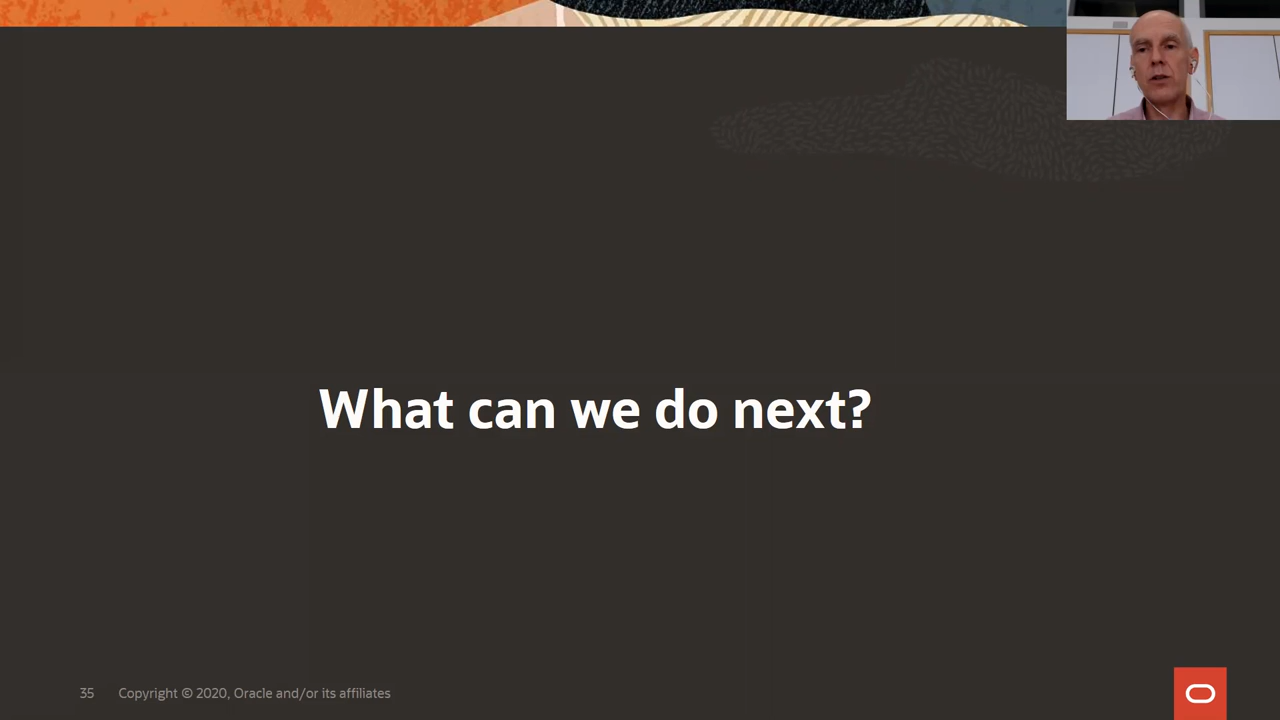 What can we do next?
35 Copyright © 2020, Oracle and/or its affiliates